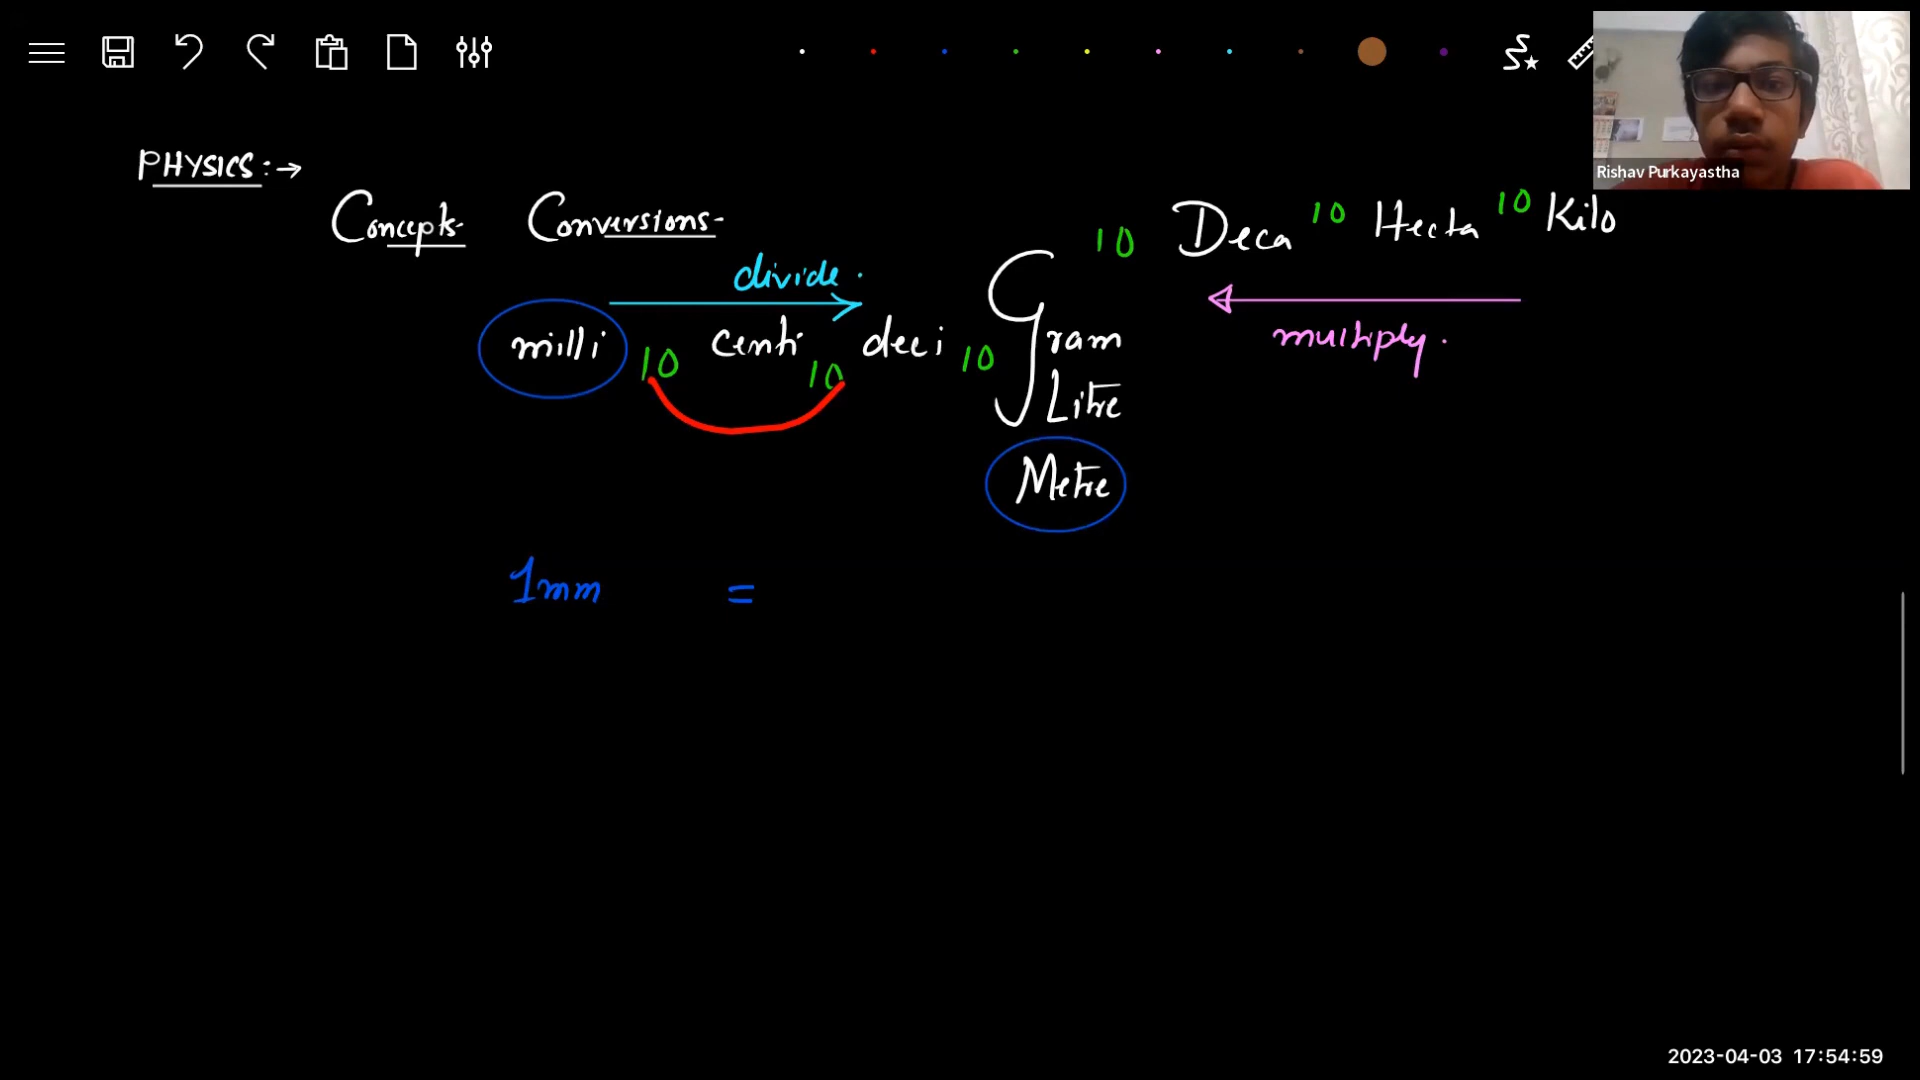 Rishav Purkayastha
PHYSICS :→
Concepts Conversions-
10 Deca 10 Hecta 10 Kilo
divide.
milli 10 centi 10 deci 10 Gram
multiply.
Litre
Metre
1mm =
2023-04-03 17:54:59